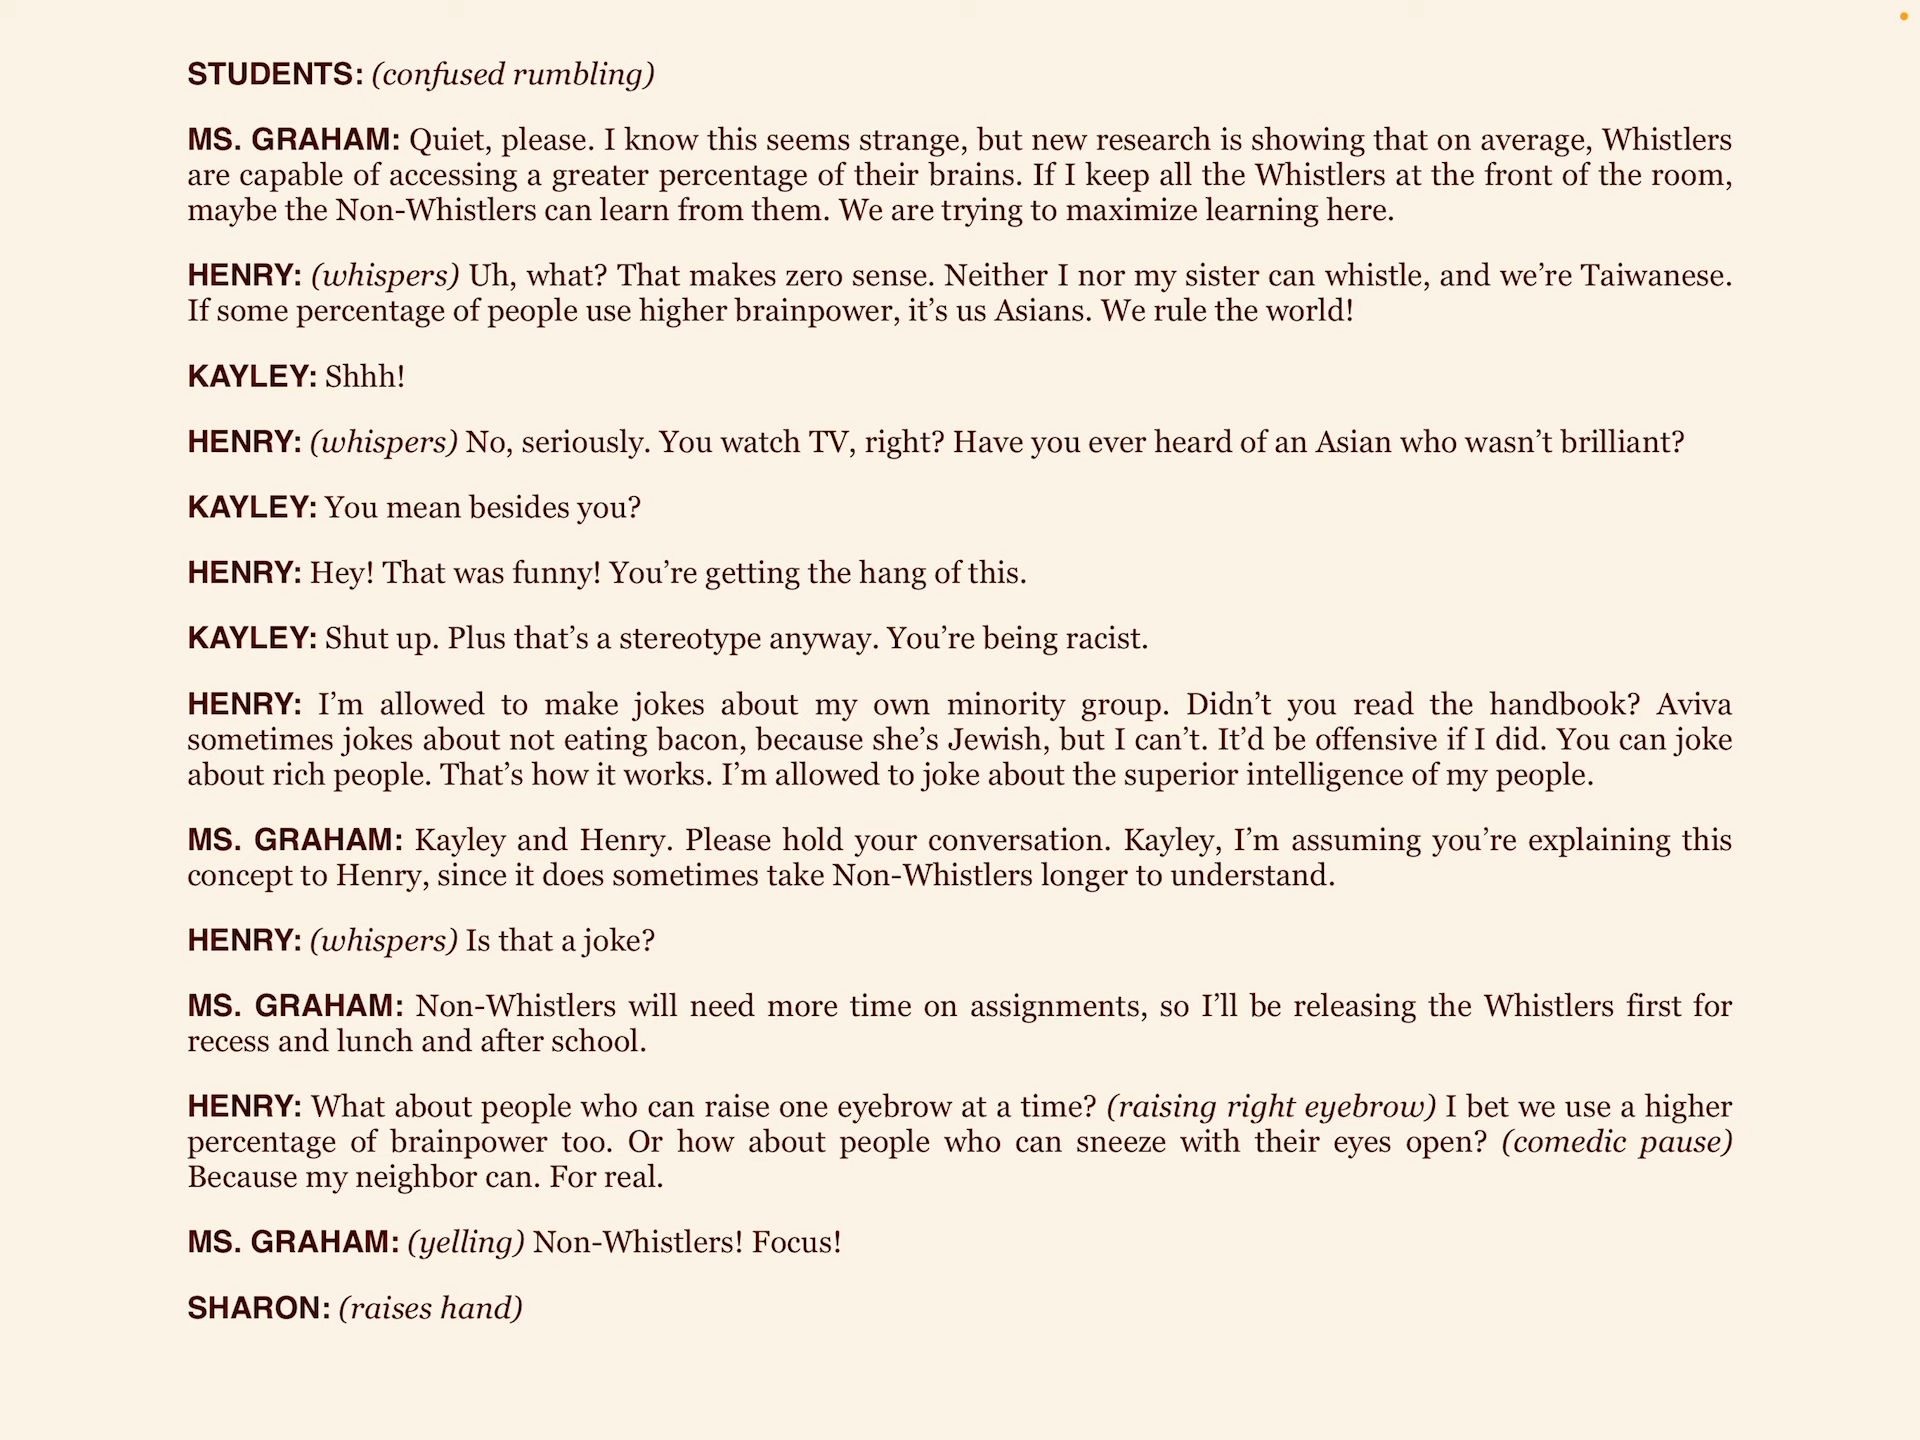 STUDENTS: (confused rumbling)
MS. GRAHAM: Quiet, please. I know this seems strange, but new research is showing that on average, Whistlers
are capable of accessing a greater percentage of their brains. If I keep all the Whistlers at the front of the room,
maybe the Non-Whistlers can learn from them. We are trying to maximize learning here.
HENRY: (whispers) Uh, what? That makes zero sense. Neither I nor my sister can whistle, and we’re Taiwanese.
If some percentage of people use higher brainpower, it’s us Asians. We rule the world!
KAYLEY: Shhh!
HENRY: (whispers) No, seriously. You watch TV, right? Have you ever heard of an Asian who wasn’t brilliant?
KAYLEY: You mean besides you?
HENRY: Hey! That was funny! You’re getting the hang of this.
KAYLEY: Shut up. Plus that’s a stereotype anyway. You’re being racist.
HENRY: I’m allowed to make jokes about my own minority group. Didn’t you read the handbook? Aviva
sometimes jokes about not eating bacon, because she’s Jewish, but I can’t. It’d be offensive if I did. You can joke
about rich people. That’s how it works. I’m allowed to joke about the superior intelligence of my people.
MS. GRAHAM: Kayley and Henry. Please hold your conversation. Kayley, I’m assuming you’re explaining this
concept to Henry, since it does sometimes take Non-Whistlers longer to understand.
HENRY: (whispers) Is that a joke?
MS. GRAHAM: Non-Whistlers will need more time on assignments, so I’ll be releasing the Whistlers first for
recess and lunch and after school.
HENRY: What about people who can raise one eyebrow at a time? (raising right eyebrow) I bet we use a higher
percentage of brainpower too. Or how about people who can sneeze with their eyes open? (comedic pause)
Because my neighbor can. For real.
MS. GRAHAM: (yelling) Non-Whistlers! Focus!
SHARON: (raises hand)